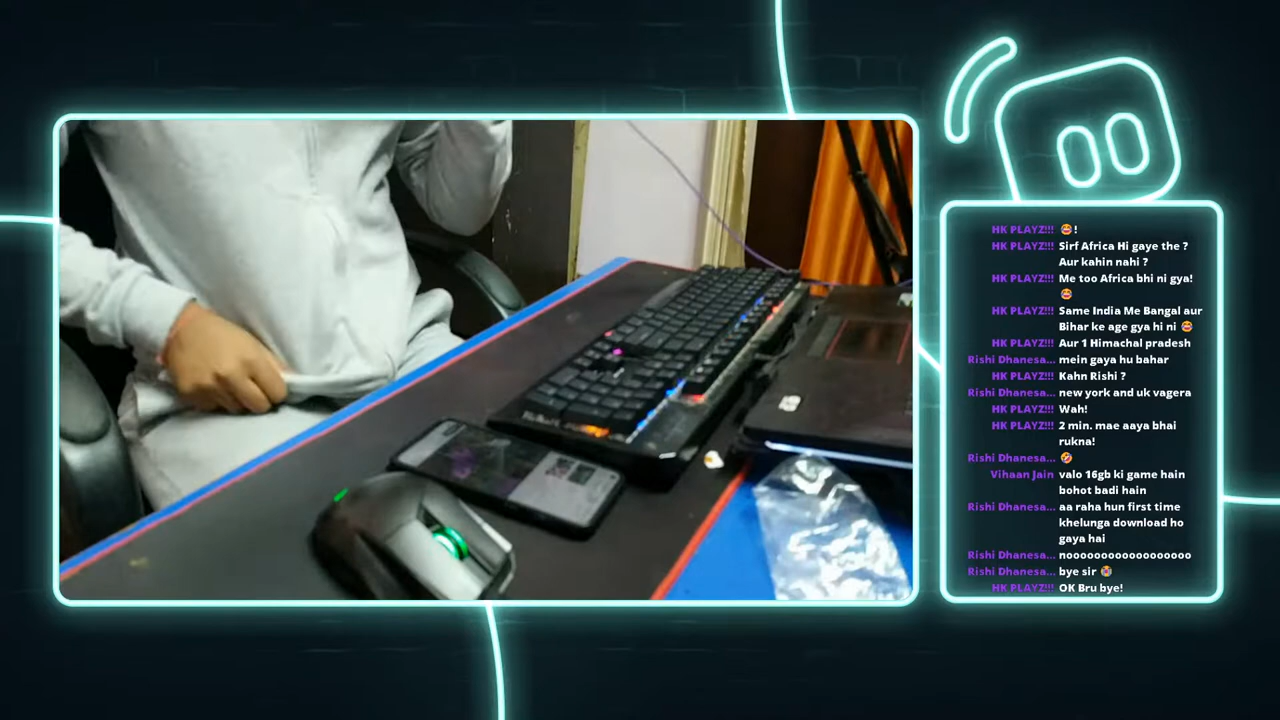 HK PLAYZ!!! 😂!
HK PLAYZ!!! Sirf Africa Hi gaye the ?
Aur kahin nahi ?
HK PLAYZ!!! Me too Africa bhi ni gya!
😂
HK PLAYZ!!! Same India Me Bangal aur
Bihar ke age gya hi ni 😂
HK PLAYZ!!! Aur 1 Himachal pradesh
Rishi Dhanesa... mein gaya hu bahar
HK PLAYZ!!! Kahn Rishi ?
Rishi Dhanesa... new york and uk vagera
HK PLAYZ!!! Wah!
HK PLAYZ!!! 2 min. mae aaya bhai
rukna!
Rishi Dhanesa... 🤣
Vihaan Jain valo 16gb ki game hain
bohot badi hain
Rishi Dhanesa... aa raha hun first time
khelunga download ho
gaya hai
Rishi Dhanesa... noooooooooooooooooo
Rishi Dhanesa... bye sir 😭
HK PLAYZ!!! OK Bru bye!